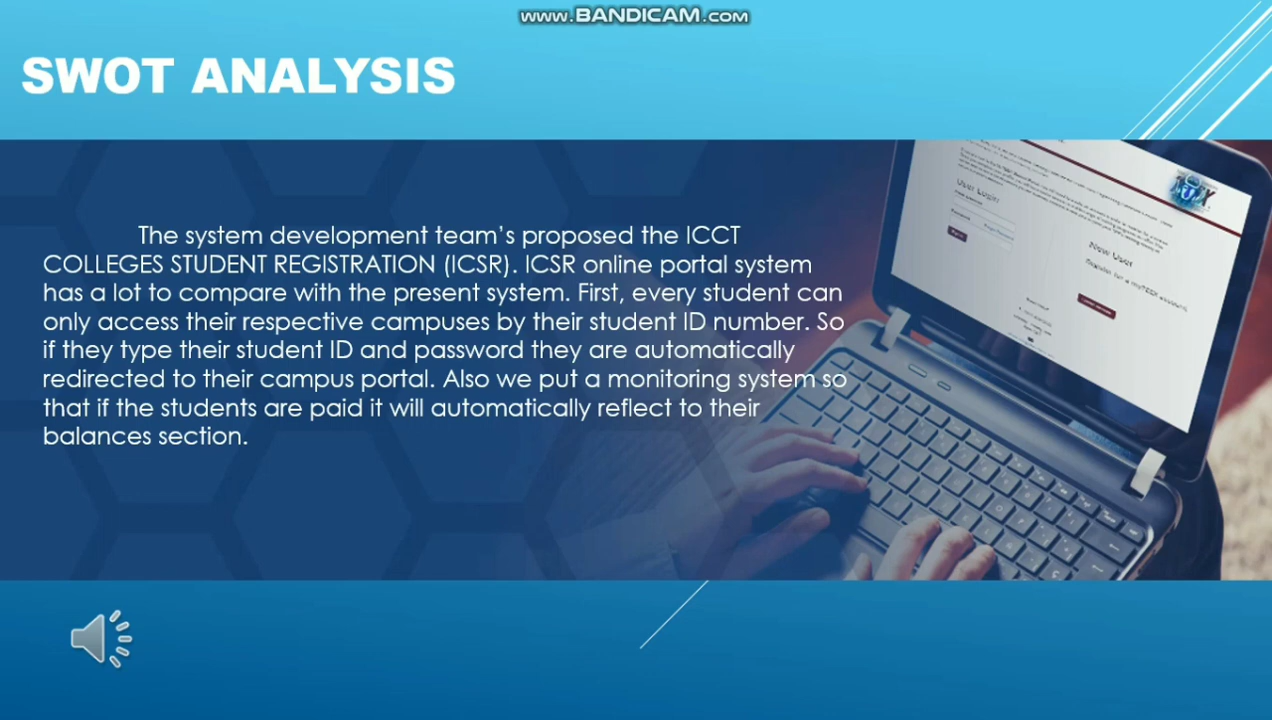 www.BANDICAM.com
SWOT ANALYSIS
The system development team's proposed the ICCT
COLLEGES STUDENT REGISTRATION (ICSR). ICSR online portal system
has a lot to compare with the present system. First, every student can
only access their respective campuses by their student ID number. So
if they type their student ID and password they are automatically
redirected to their campus portal. Also we put a monitoring system so
that if the students are paid it will automatically reflect to their
balances section.
User Login
New User